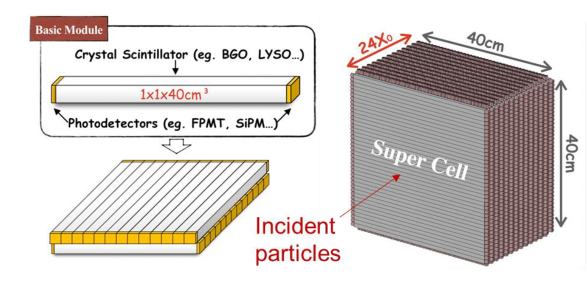 Basic Module
Crystal Scintillator (eg. BGO, LYSO…)
1x1x40cm³
Photodetectors (eg. FPMT, SiPM…)
24X₀
40cm
40cm
Super Cell
Incident
particles